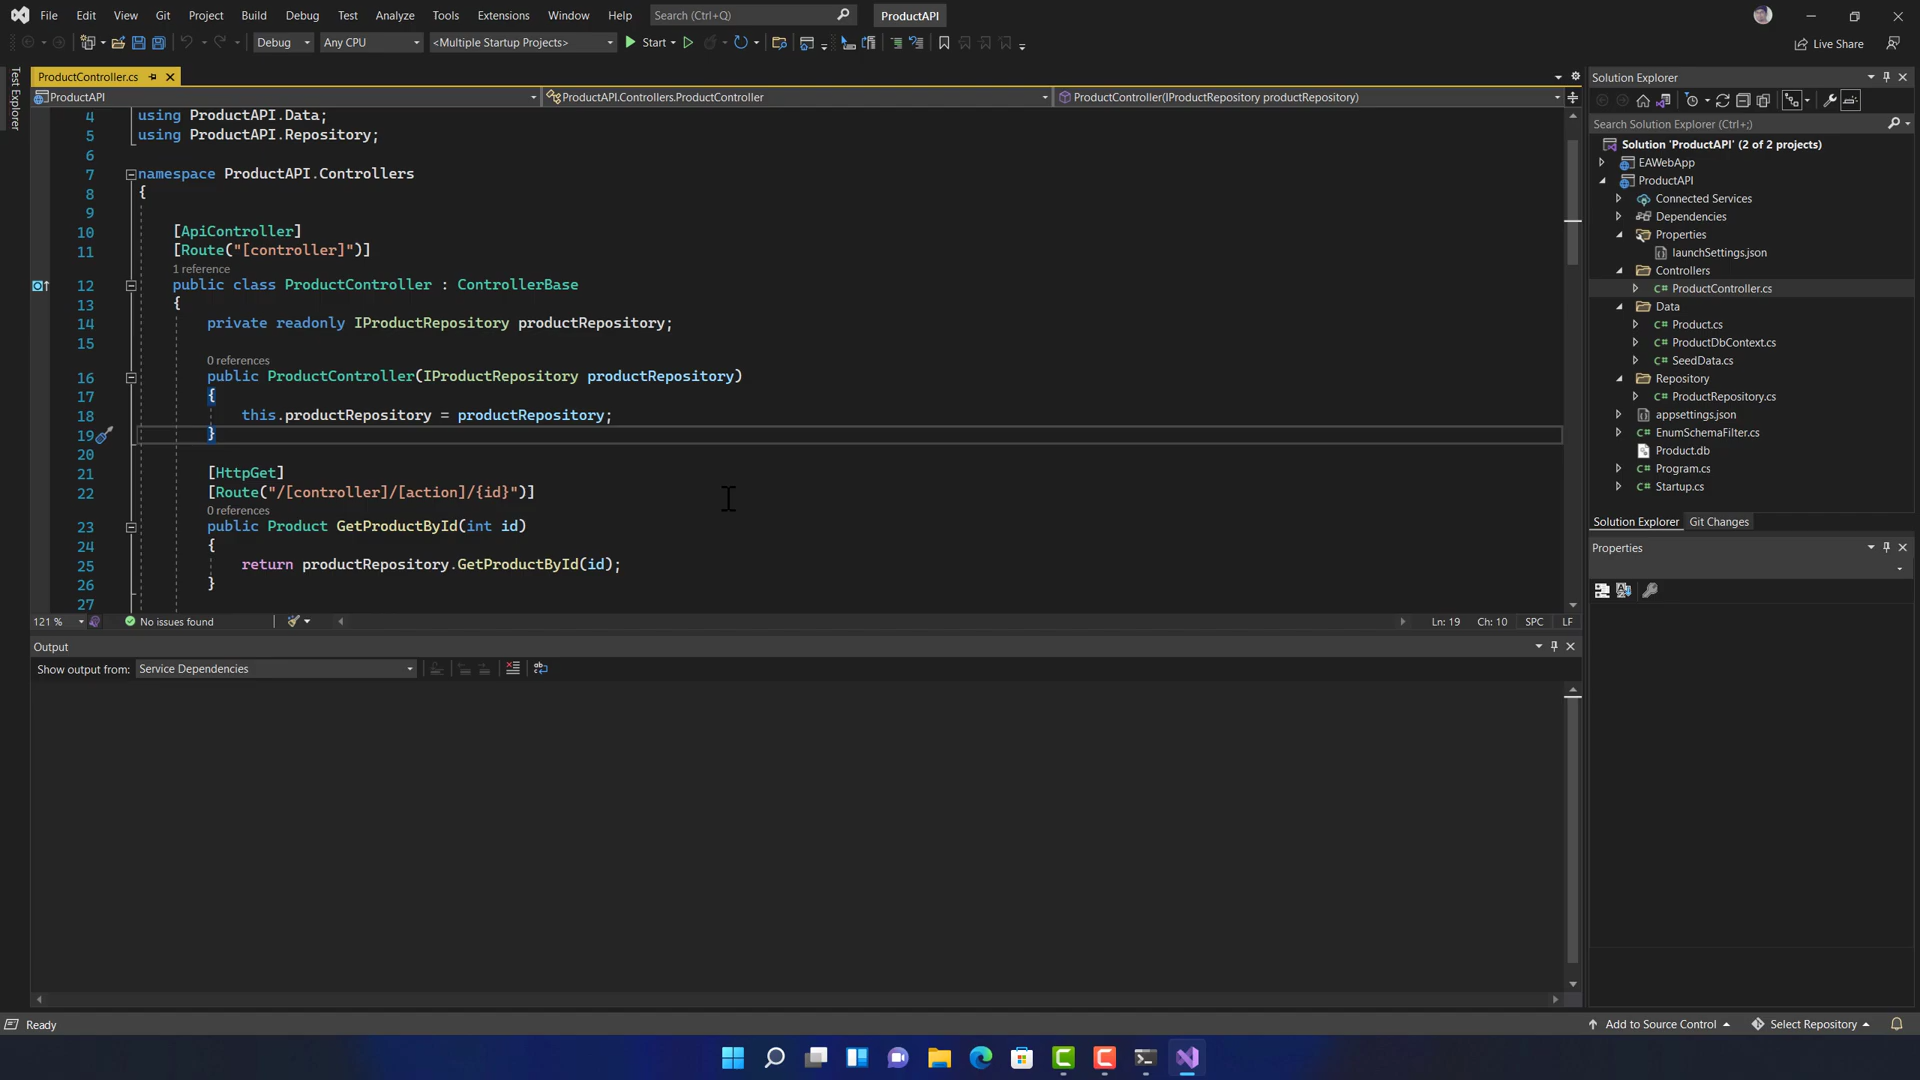 File Edit View Git Project Build Debug Test Analyze Tools Extensions Window Help Search (Ctrl+Q) ProductAPI
Debug Any CPU <Multiple Startup Projects> Start Live Share
Test Explorer
ProductController.cs
ProductAPI ProductAPI.Controllers.ProductController ProductController(IProductRepository productRepository)
4 using ProductAPI.Data;
5 using ProductAPI.Repository;
6
7 namespace ProductAPI.Controllers
8 {
9
10 [ApiController]
11 [Route("[controller]")]
1 reference
12 public class ProductController : ControllerBase
13 {
14 private readonly IProductRepository productRepository;
15
0 references
16 public ProductController(IProductRepository productRepository)
17 {
18 this.productRepository = productRepository;
19 }
20
21 [HttpGet]
22 [Route("/[controller]/[action]/{id}")]
0 references
23 public Product GetProductById(int id)
24 {
25 return productRepository.GetProductById(id);
26 }
27
121 % No issues found Ln: 19 Ch: 10 SPC LF
Output
Show output from: Service Dependencies
Solution Explorer
Search Solution Explorer (Ctrl+;)
Solution 'ProductAPI' (2 of 2 projects)
EAWebApp
ProductAPI
Connected Services
Dependencies
Properties
launchSettings.json
Controllers
C# ProductController.cs
Data
C# Product.cs
C# ProductDbContext.cs
C# SeedData.cs
Repository
C# ProductRepository.cs
appsettings.json
C# EnumSchemaFilter.cs
Product.db
C# Program.cs
C# Startup.cs
Solution Explorer Git Changes
Properties
Ready Add to Source Control Select Repository